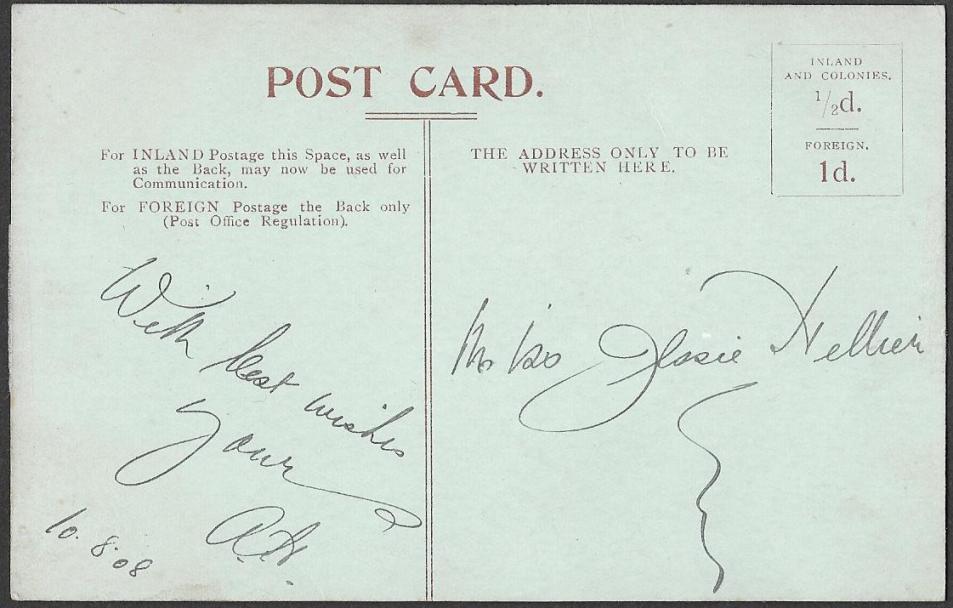 POST CARD.
INLAND
AND COLONIES.
½d.
FOREIGN.
1d.
For INLAND Postage this Space, as well
as the Back, may now be used for
Communication.
For FOREIGN Postage the Back only
(Post Office Regulation).
THE ADDRESS ONLY TO BE
WRITTEN HERE.
With best wishes
Yours
A.H.
10.8.08
Miss Jessie Hellier